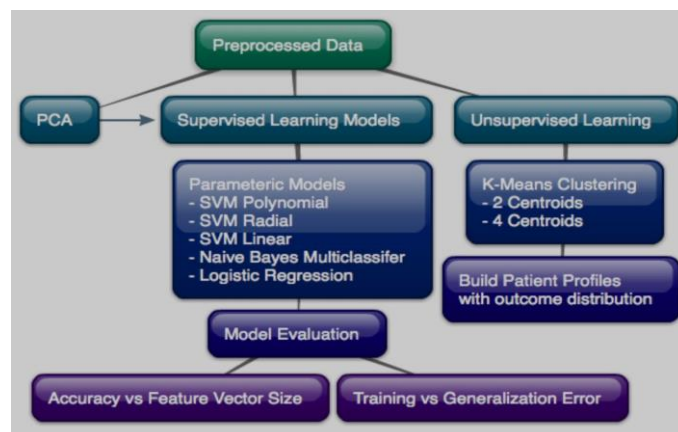 Preprocessed Data
PCA
Supervised Learning Models
Unsupervised Learning
Parameteric Models
- SVM Polynomial
- SVM Radial
- SVM Linear
- Naive Bayes Multiclassifer
- Logistic Regression
K-Means Clustering
- 2 Centroids
- 4 Centroids
Build Patient Profiles
with outcome distribution
Model Evaluation
Accuracy vs Feature Vector Size
Training vs Generalization Error